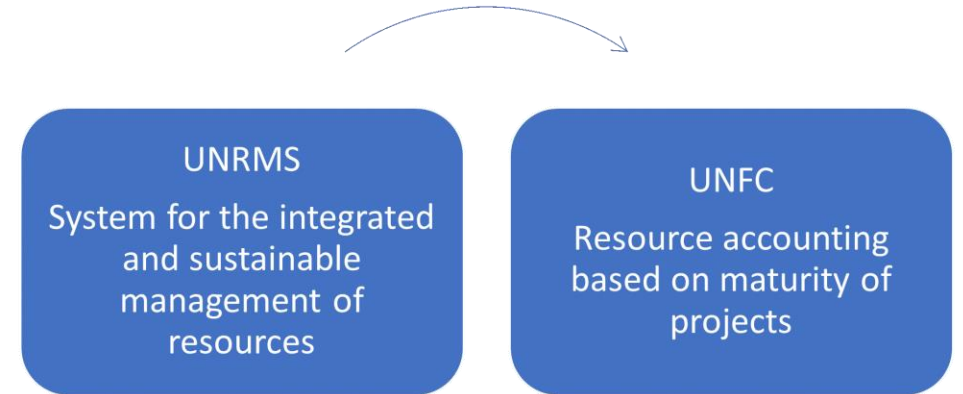 UNRMS
System for the integrated
and sustainable
management of
resources
UNFC
Resource accounting
based on maturity of
projects